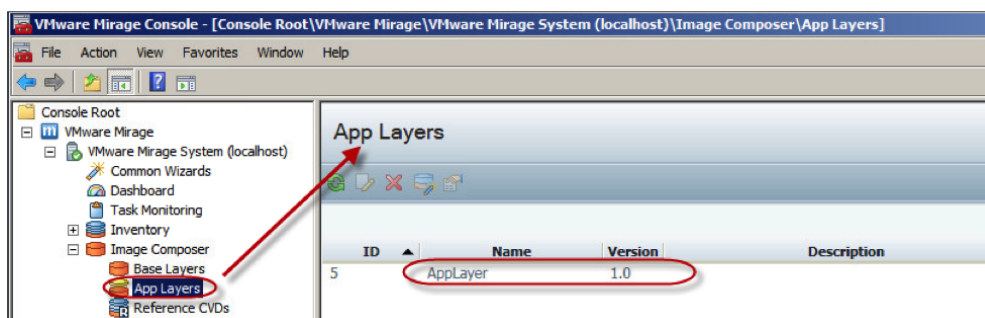 VMware Mirage Console - [Console Root\VMware Mirage\VMware Mirage System (localhost)\Image Composer\App Layers]
File Action View Favorites Window Help
Console Root
VMware Mirage
VMware Mirage System (localhost)
Common Wizards
Dashboard
Task Monitoring
Inventory
Image Composer
Base Layers
App Layers
Reference CVDs
App Layers
ID Name Version Description
5 AppLayer 1.0